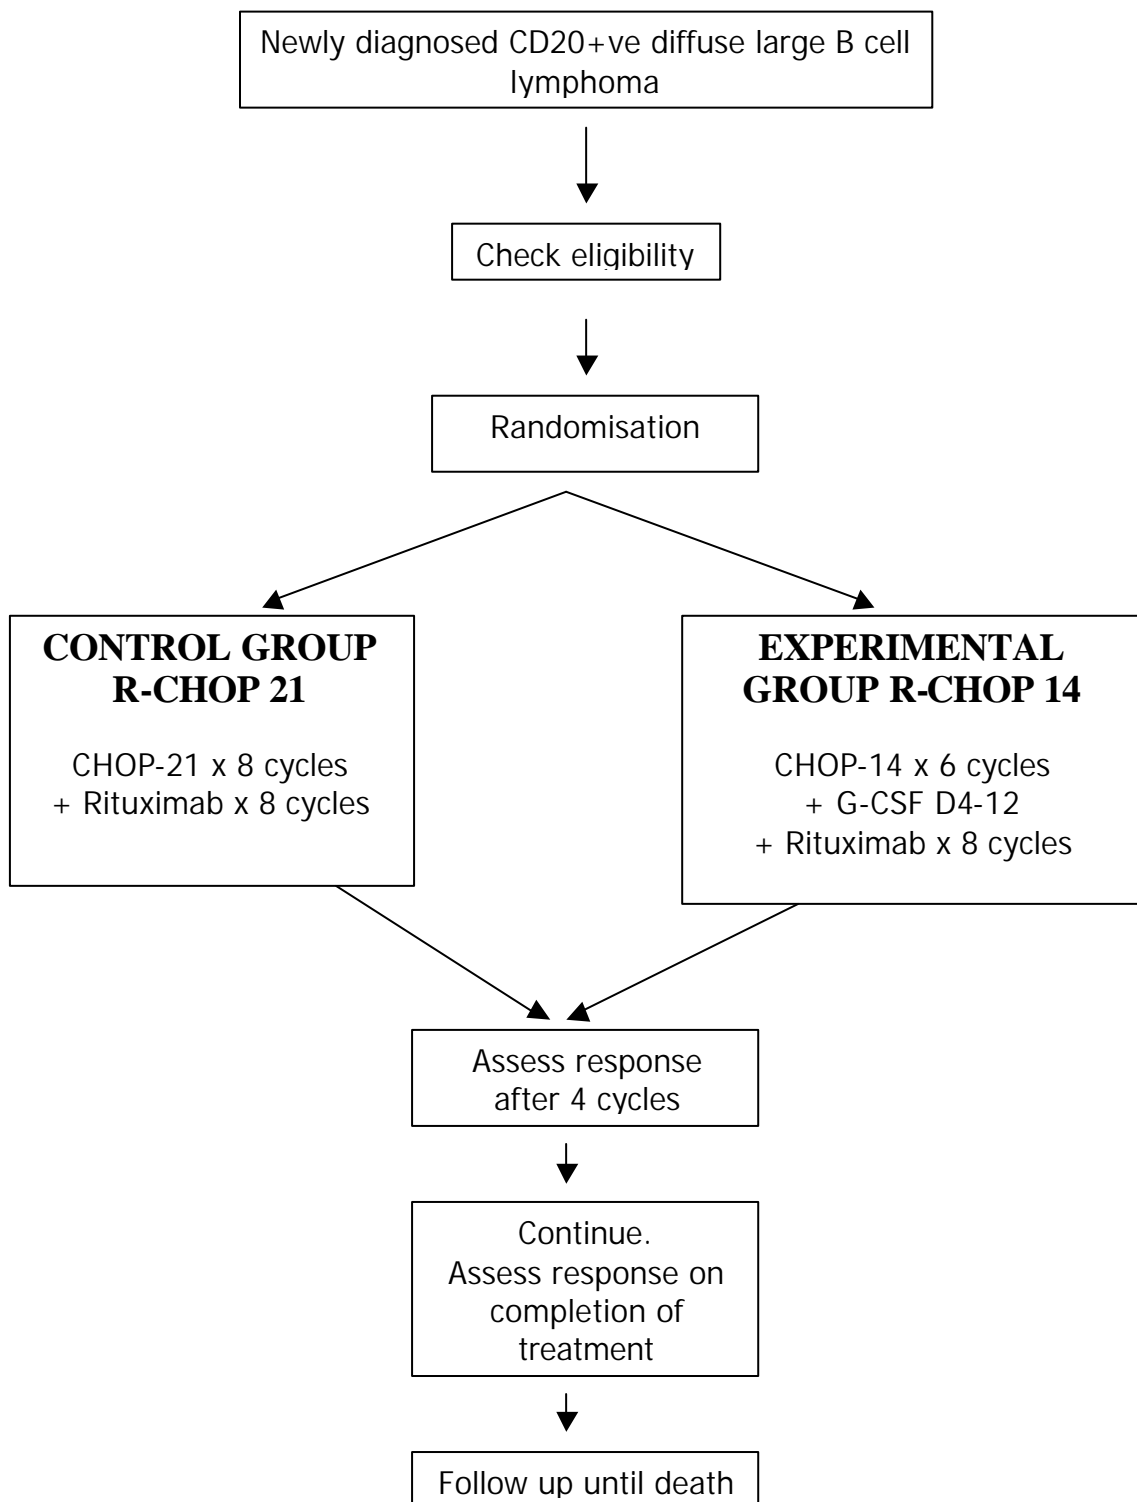 Newly diagnosed CD20+ve diffuse large B cell
lymphoma
Check eligibility
Randomisation
CONTROL GROUP
R-CHOP 21
CHOP-21 x 8 cycles
+ Rituximab x 8 cycles
EXPERIMENTAL
GROUP R-CHOP 14
CHOP-14 x 6 cycles
+ G-CSF D4-12
+ Rituximab x 8 cycles
Assess response
after 4 cycles
Continue.
Assess response on
completion of
treatment
Follow up until death